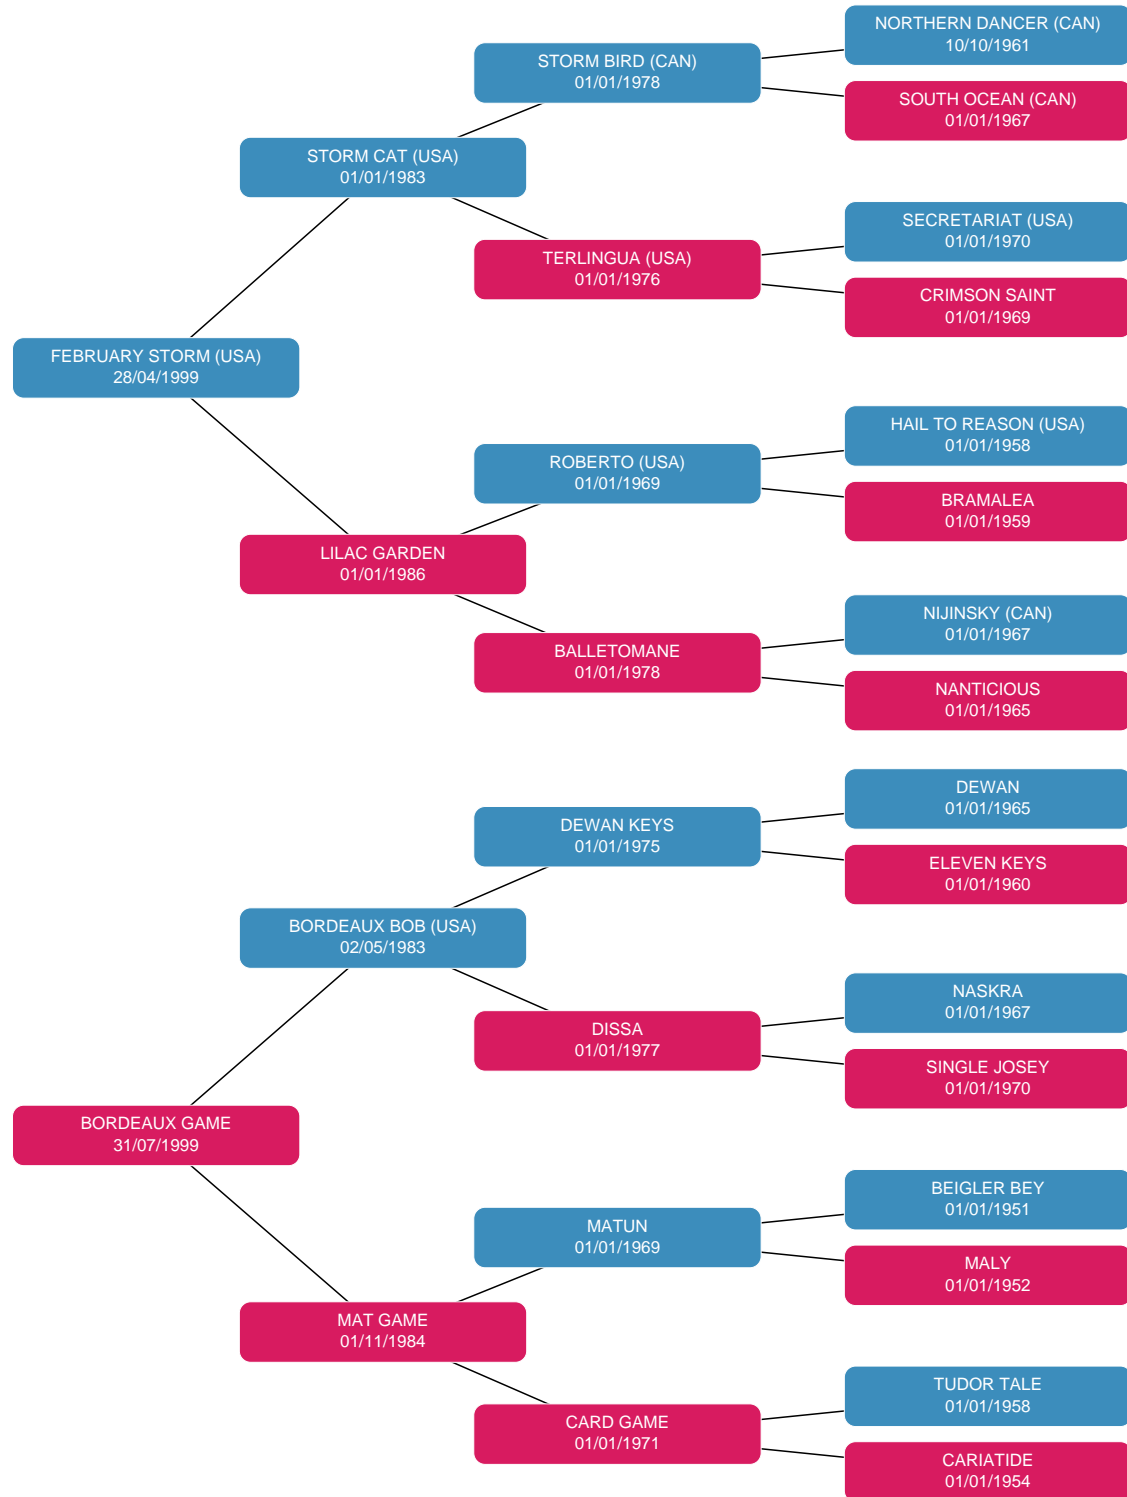 NORTHERN DANCER (CAN)
10/10/1961
STORM BIRD (CAN)
01/01/1978
SOUTH OCEAN (CAN)
01/01/1967
STORM CAT (USA)
01/01/1983
SECRETARIAT (USA)
01/01/1970
TERLINGUA (USA)
01/01/1976
CRIMSON SAINT
01/01/1969
FEBRUARY STORM (USA)
28/04/1999
HAIL TO REASON (USA)
01/01/1958
ROBERTO (USA)
01/01/1969
BRAMALEA
01/01/1959
LILAC GARDEN
01/01/1986
NIJINSKY (CAN)
01/01/1967
BALLETOMANE
01/01/1978
NANTICIOUS
01/01/1965
DEWAN
01/01/1965
DEWAN KEYS
01/01/1975
ELEVEN KEYS
01/01/1960
BORDEAUX BOB (USA)
02/05/1983
NASKRA
01/01/1967
DISSA
01/01/1977
SINGLE JOSEY
01/01/1970
BORDEAUX GAME
31/07/1999
BEIGLER BEY
01/01/1951
MATUN
01/01/1969
MALY
01/01/1952
MAT GAME
01/11/1984
TUDOR TALE
01/01/1958
CARD GAME
01/01/1971
CARIATIDE
01/01/1954